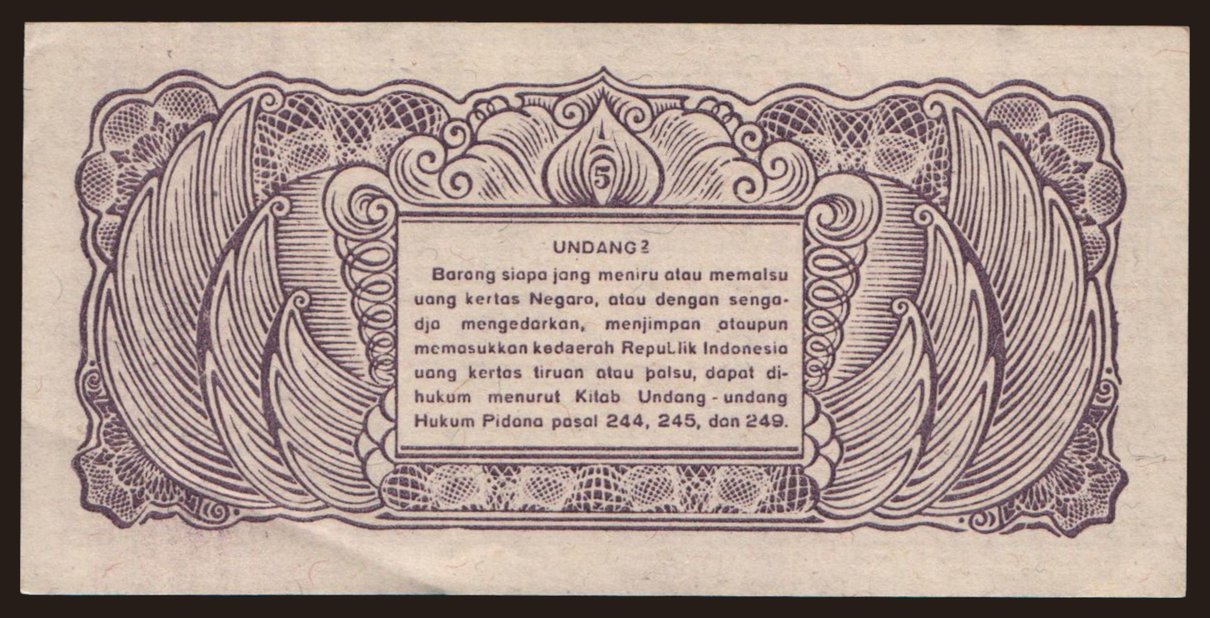 5
UNDANG2
Barang siapa jang meniru atau memalsu
uang kertas Negara, atau dengan senga-
dja mengedarkan, menjimpan ataupun
memasukkan kedaerah Republik Indonesia
uang kertas tiruan atau palsu, dapat di-
hukum menurut Kitab Undang-undang
Hukum Pidana pasal 244, 245, dan 249.